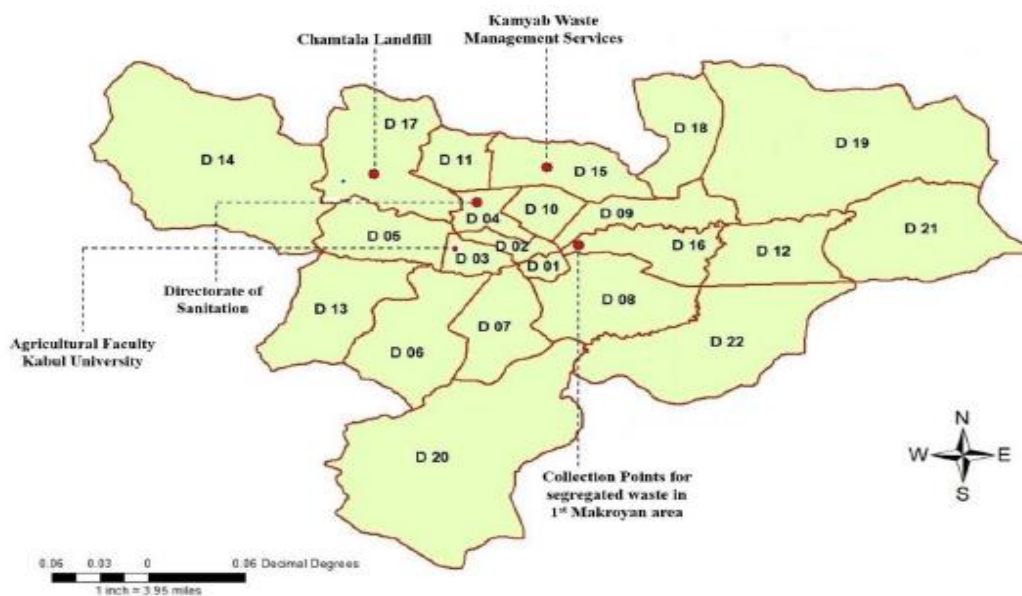 Chamtala Landfill
Kamyab Waste
Management Services
D 14
D 17
D 11
D 15
D 18
D 19
D 04
D 10
D 09
D 05
D 02
D 03
D 01
D 16
D 12
D 21
Directorate of
Sanitation
D 13
D 06
D 07
D 08
D 22
Agricultural Faculty
Kabul University
D 20
Collection Points for
segregated waste in
1st Makroyan area
N
W
E
S
0.06 0.03 0 0.06 Decimal Degrees
1 inch = 3.95 miles